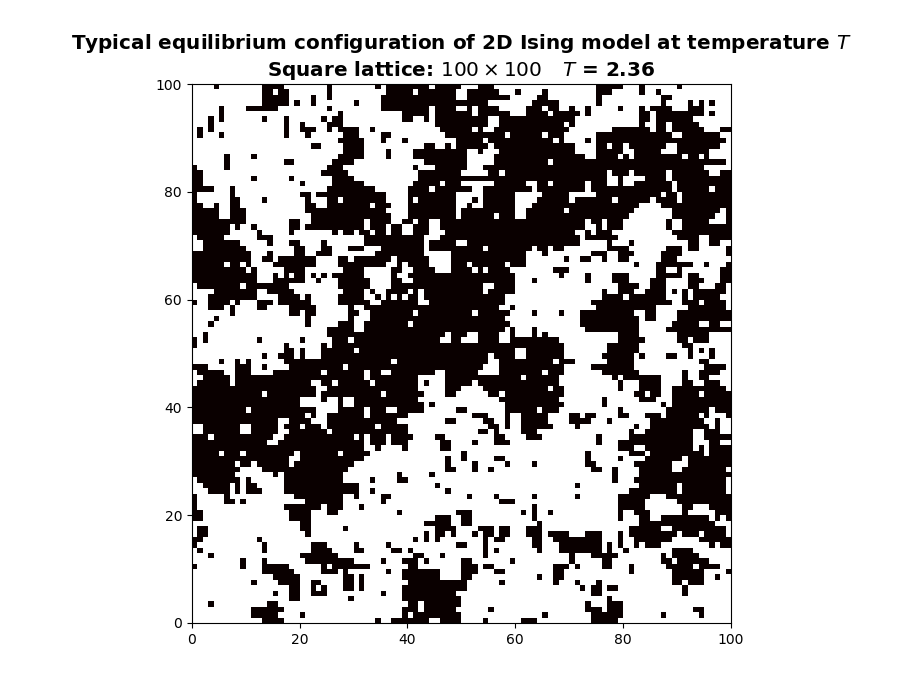 Typical equilibrium configuration of 2D Ising model at temperature T
Square lattice: 100 × 100 T = 2.36
100
80
60
40
20
0
0 20 40 60 80 100